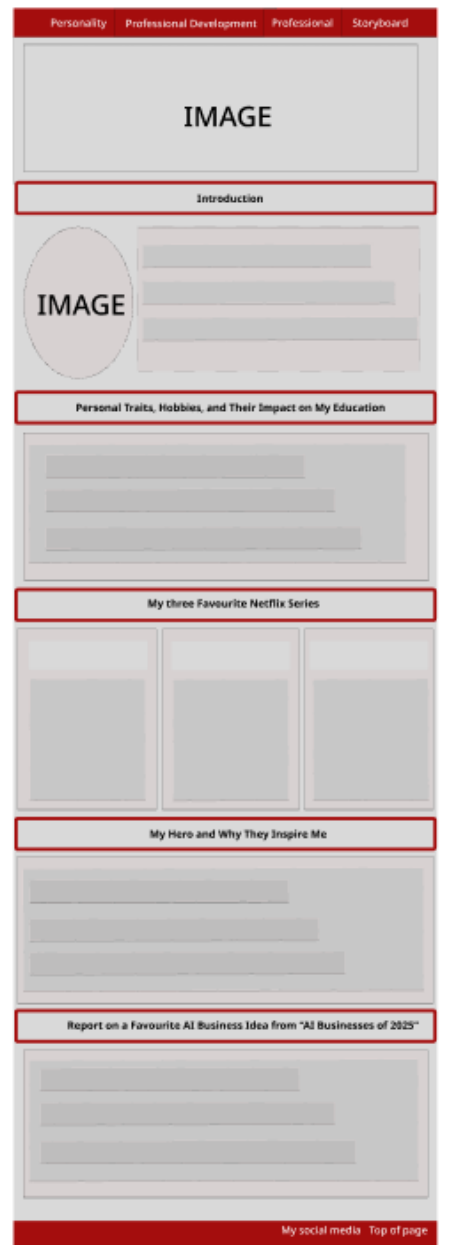 Personality Professional Development Professional Storyboard
IMAGE
Introduction
IMAGE
Personal Traits, Hobbies, and Their Impact on My Education
My three Favourite Netflix Series
My Hero and Why They Inspire Me
Report on a Favourite AI Business Idea from "AI Businesses of 2025"
My social media Top of page